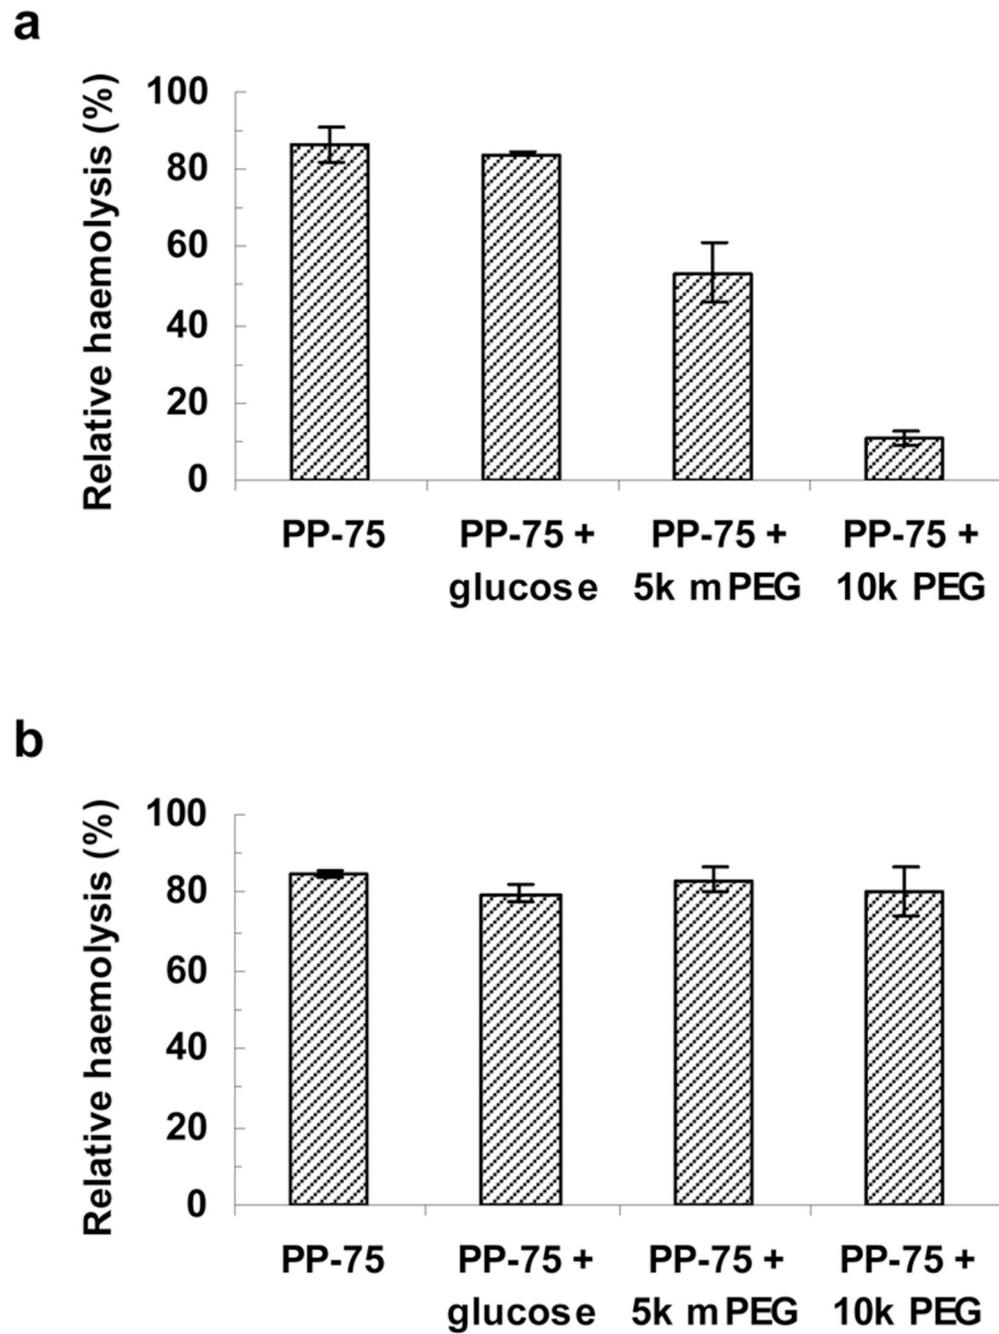 a
Relative haemolysis (%)
100
80
60
40
20
0
PP-75
PP-75 +
glucose
PP-75 +
5k mPEG
PP-75 +
10k PEG
b
Relative haemolysis (%)
100
80
60
40
20
0
PP-75
PP-75 +
glucose
PP-75 +
5k mPEG
PP-75 +
10k PEG